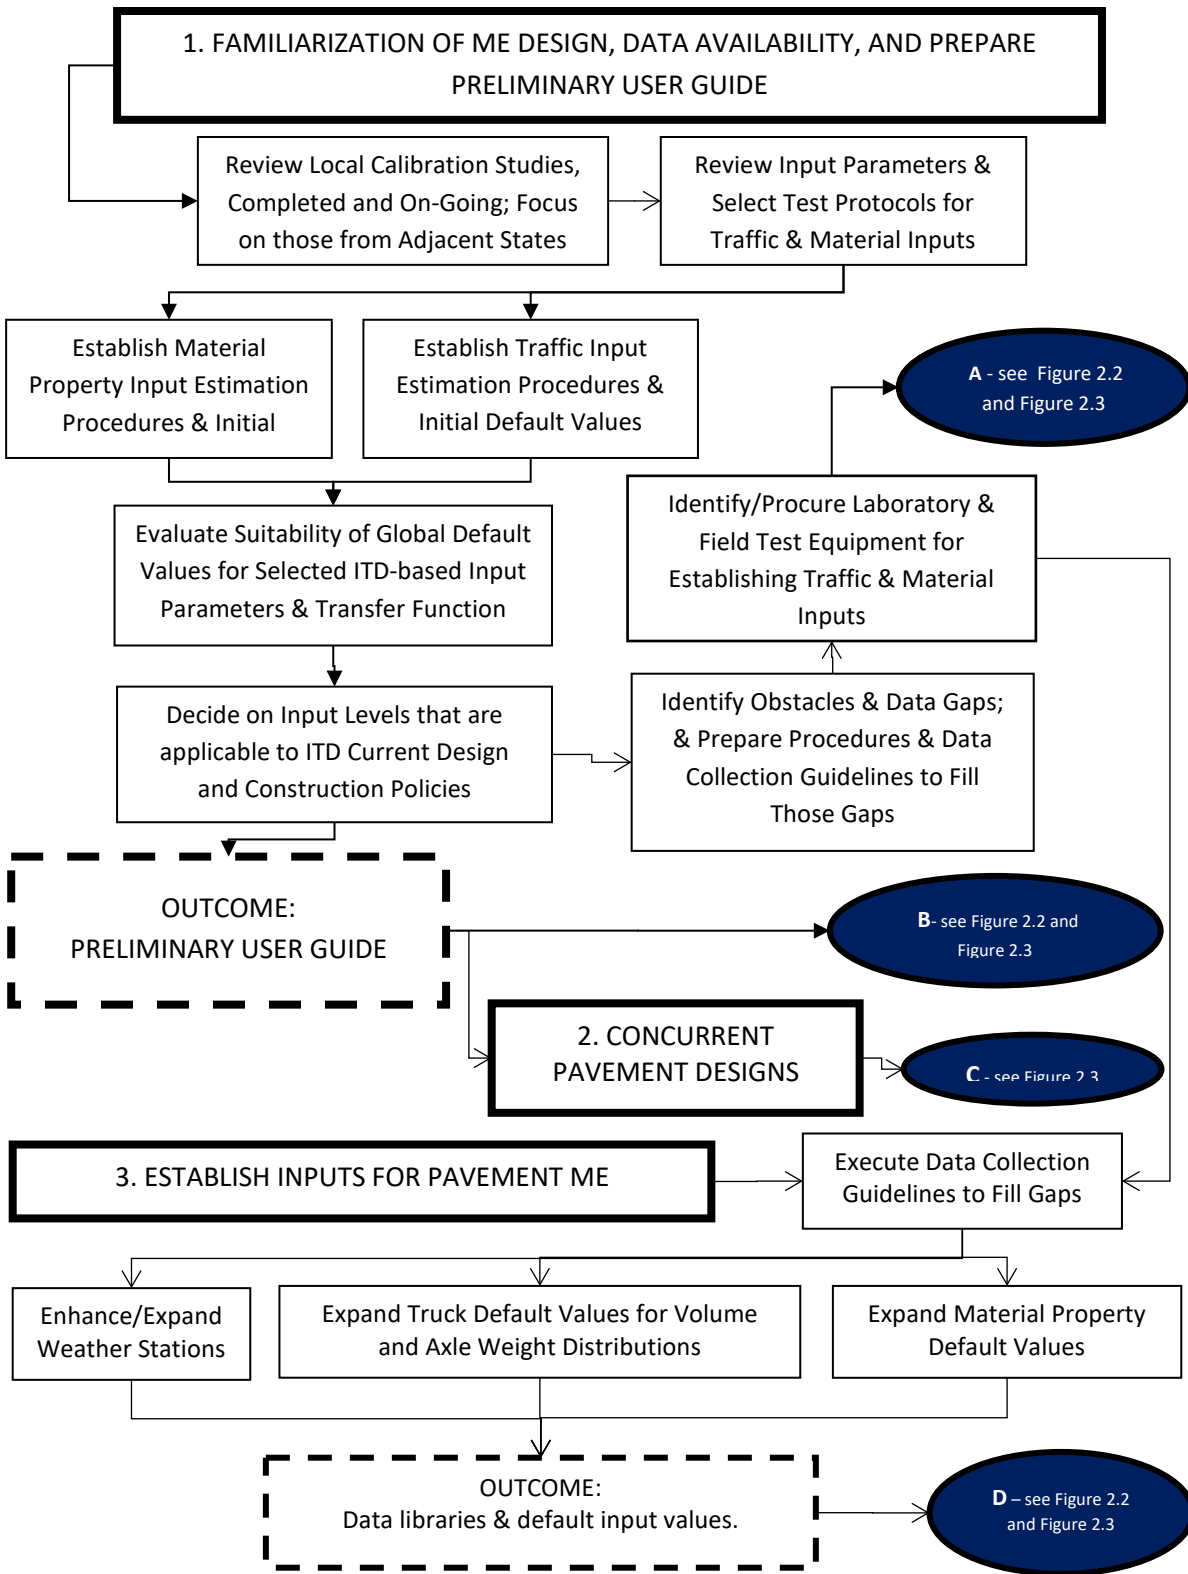 1. FAMILIARIZATION OF ME DESIGN, DATA AVAILABILITY, AND PREPARE
PRELIMINARY USER GUIDE
Review Local Calibration Studies,
Completed and On-Going; Focus
on those from Adjacent States
Review Input Parameters &
Select Test Protocols for
Traffic & Material Inputs
Establish Material
Property Input Estimation
Procedures & Initial
Establish Traffic Input
Estimation Procedures &
Initial Default Values
A - see Figure 2.2
and Figure 2.3
Evaluate Suitability of Global Default
Values for Selected ITD-based Input
Parameters & Transfer Function
Identify/Procure Laboratory &
Field Test Equipment for
Establishing Traffic & Material
Inputs
Decide on Input Levels that are
applicable to ITD Current Design
and Construction Policies
Identify Obstacles & Data Gaps;
& Prepare Procedures & Data
Collection Guidelines to Fill
Those Gaps
OUTCOME:
PRELIMINARY USER GUIDE
B- see Figure 2.2 and
Figure 2.3
2. CONCURRENT
PAVEMENT DESIGNS
C - see Figure 2.3
3. ESTABLISH INPUTS FOR PAVEMENT ME
Execute Data Collection
Guidelines to Fill Gaps
Enhance/Expand
Weather Stations
Expand Truck Default Values for Volume
and Axle Weight Distributions
Expand Material Property
Default Values
OUTCOME:
Data libraries & default input values.
D – see Figure 2.2
and Figure 2.3